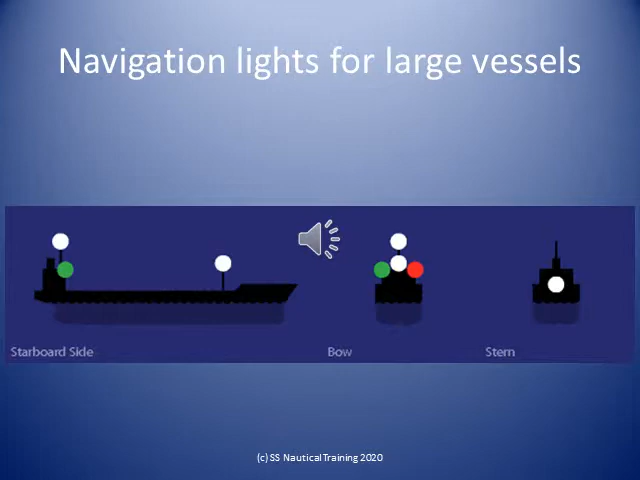 Navigation lights for large vessels
Starboard Side
Bow
Stern
(c) SS Nautical Training 2020